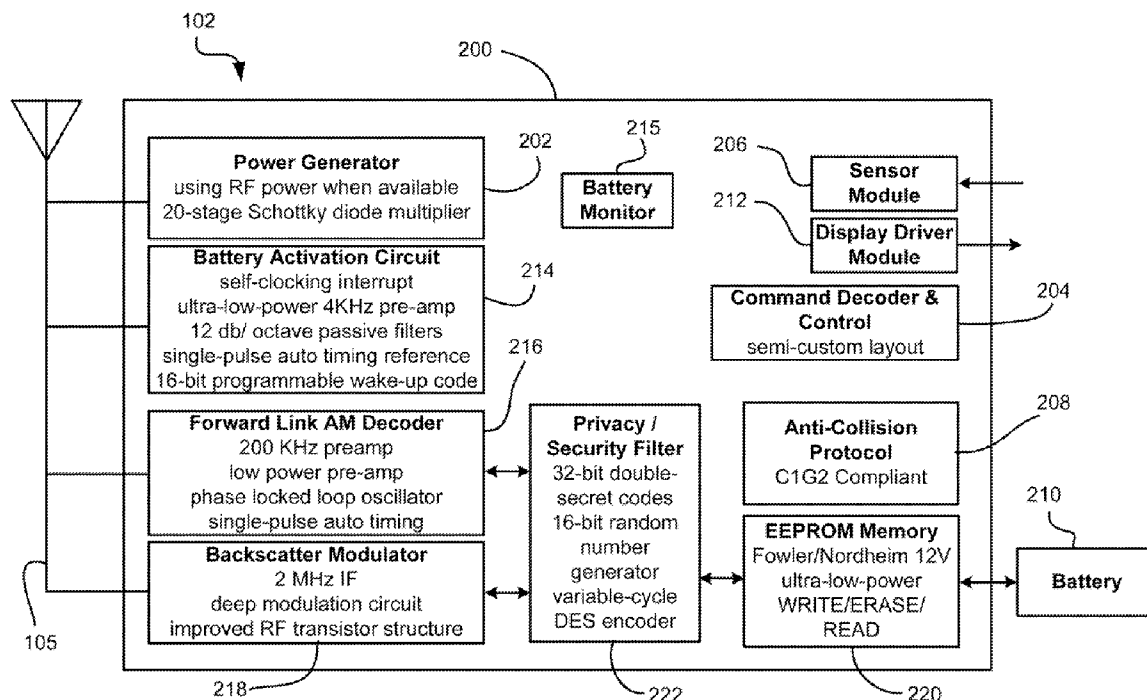 102
200
Power Generator
using RF power when available
20-stage Schottky diode multiplier
202
215
Battery
Monitor
206
Sensor
Module
212
Display Driver
Module
Battery Activation Circuit
self-clocking interrupt
ultra-low-power 4KHz pre-amp
12 db/ octave passive filters
single-pulse auto timing reference
16-bit programmable wake-up code
214
Command Decoder &
Control
semi-custom layout
204
216
Forward Link AM Decoder
200 KHz preamp
low power pre-amp
phase locked loop oscillator
single-pulse auto timing
Privacy /
Security Filter
32-bit double-
secret codes
16-bit random
number
generator
variable-cycle
DES encoder
Anti-Collision
Protocol
C1G2 Compliant
208
Backscatter Modulator
2 MHz IF
deep modulation circuit
improved RF transistor structure
EEPROM Memory
Fowler/Nordheim 12V
ultra-low-power
WRITE/ERASE/
READ
210
Battery
105
218
222
220